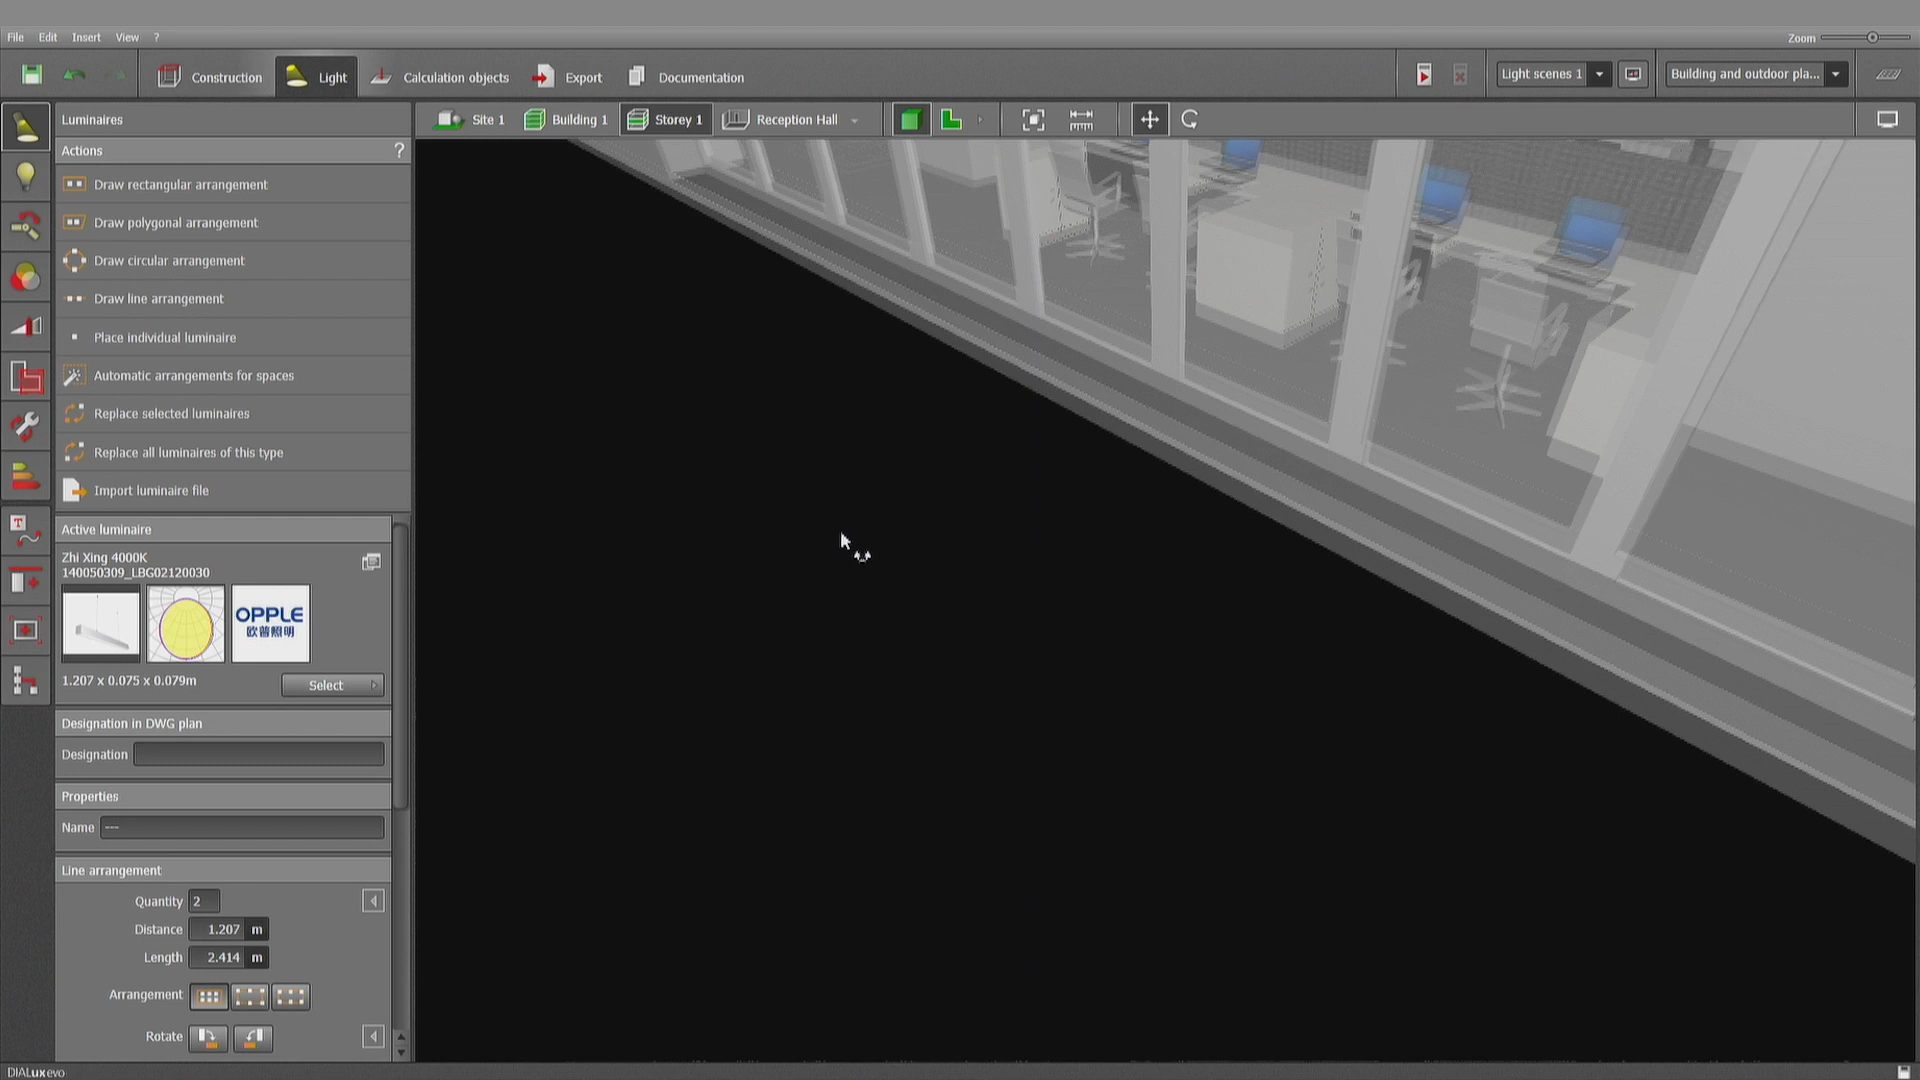 File Edit Insert View ?
Zoom
Construction Light Calculation objects Export Documentation
Light scenes 1
Building and outdoor pla...
Luminaires
Site 1 Building 1 Storey 1 Reception Hall
Actions ?
Draw rectangular arrangement
Draw polygonal arrangement
Draw circular arrangement
Draw line arrangement
Place individual luminaire
Automatic arrangements for spaces
Replace selected luminaires
Replace all luminaires of this type
Import luminaire file
Active luminaire
Zhi Xing 4000K
140050309_LBG02120030
OPPLE
欧普照明
1.207 x 0.075 x 0.079m
Select
Designation in DWG plan
Designation
Properties
Name ---
Line arrangement
Quantity 2
Distance 1.207 m
Length 2.414 m
Arrangement
Rotate
DIALux evo